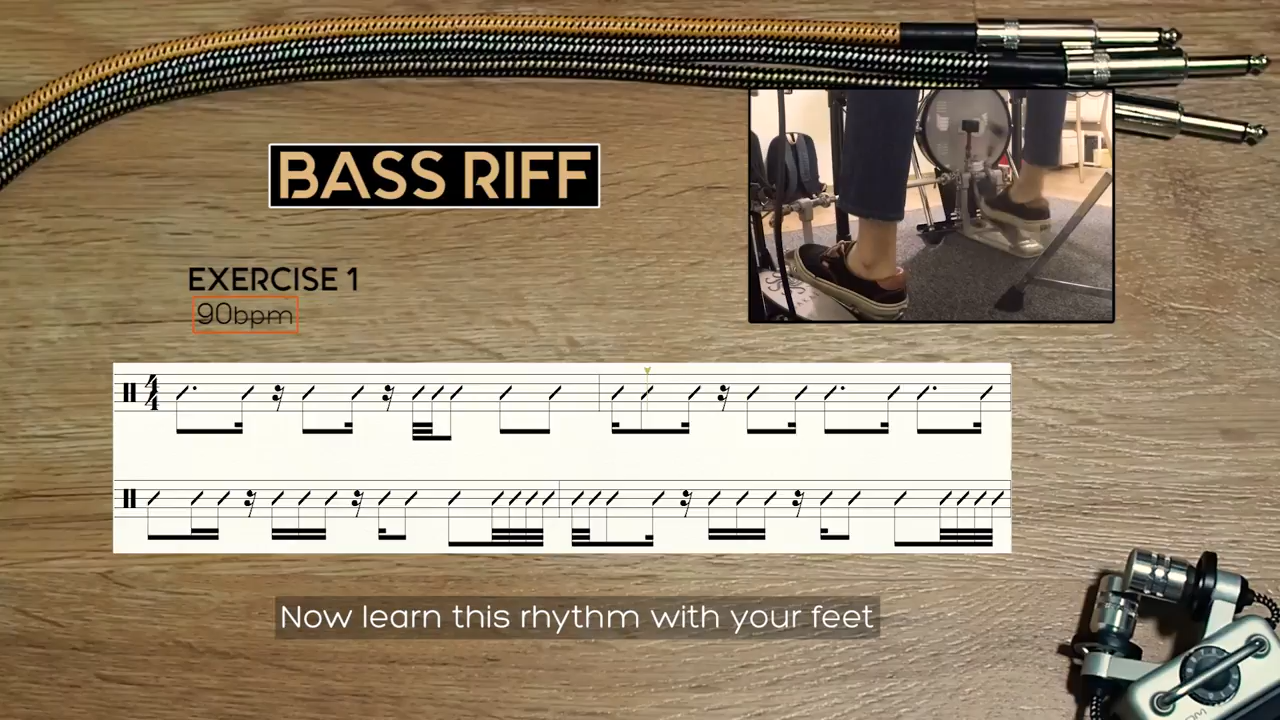 BASS RIFF
EXERCISE 1
90bpm
4
4
Now learn this rhythm with your feet